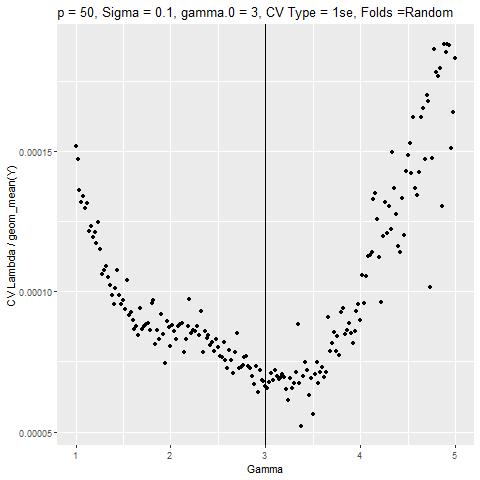 p = 50, Sigma = 0.1, gamma.0 = 3, CV Type = 1se, Folds =Random
CV Lambda / geom_mean(Y)
0.00015
0.00010
0.00005
1 2 3 4 5
Gamma